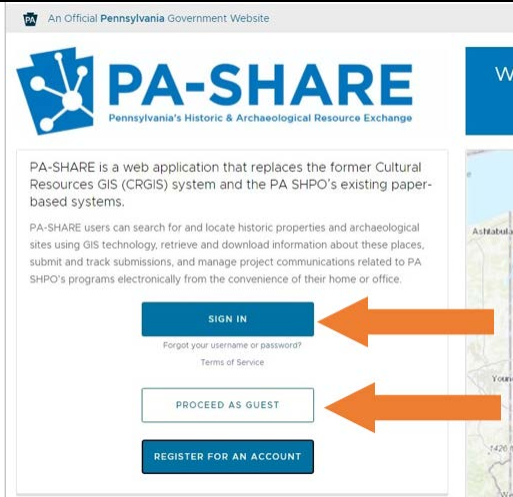 PA An Official Pennsylvania Government Website
PA-SHARE
Pennsylvania's Historic & Archaeological Resource Exchange
W
PA-SHARE is a web application that replaces the former Cultural
Resources GIS (CRGIS) system and the PA SHPO's existing paper-
based systems.
PA-SHARE users can search for and locate historic properties and archaeological
sites using GIS technology, retrieve and download information about these places,
submit and track submissions, and manage project communications related to PA
SHPO's programs electronically from the convenience of their home or office.
SIGN IN
Forgot your username or password?
Terms of Service
PROCEED AS GUEST
REGISTER FOR AN ACCOUNT
Ashtabula